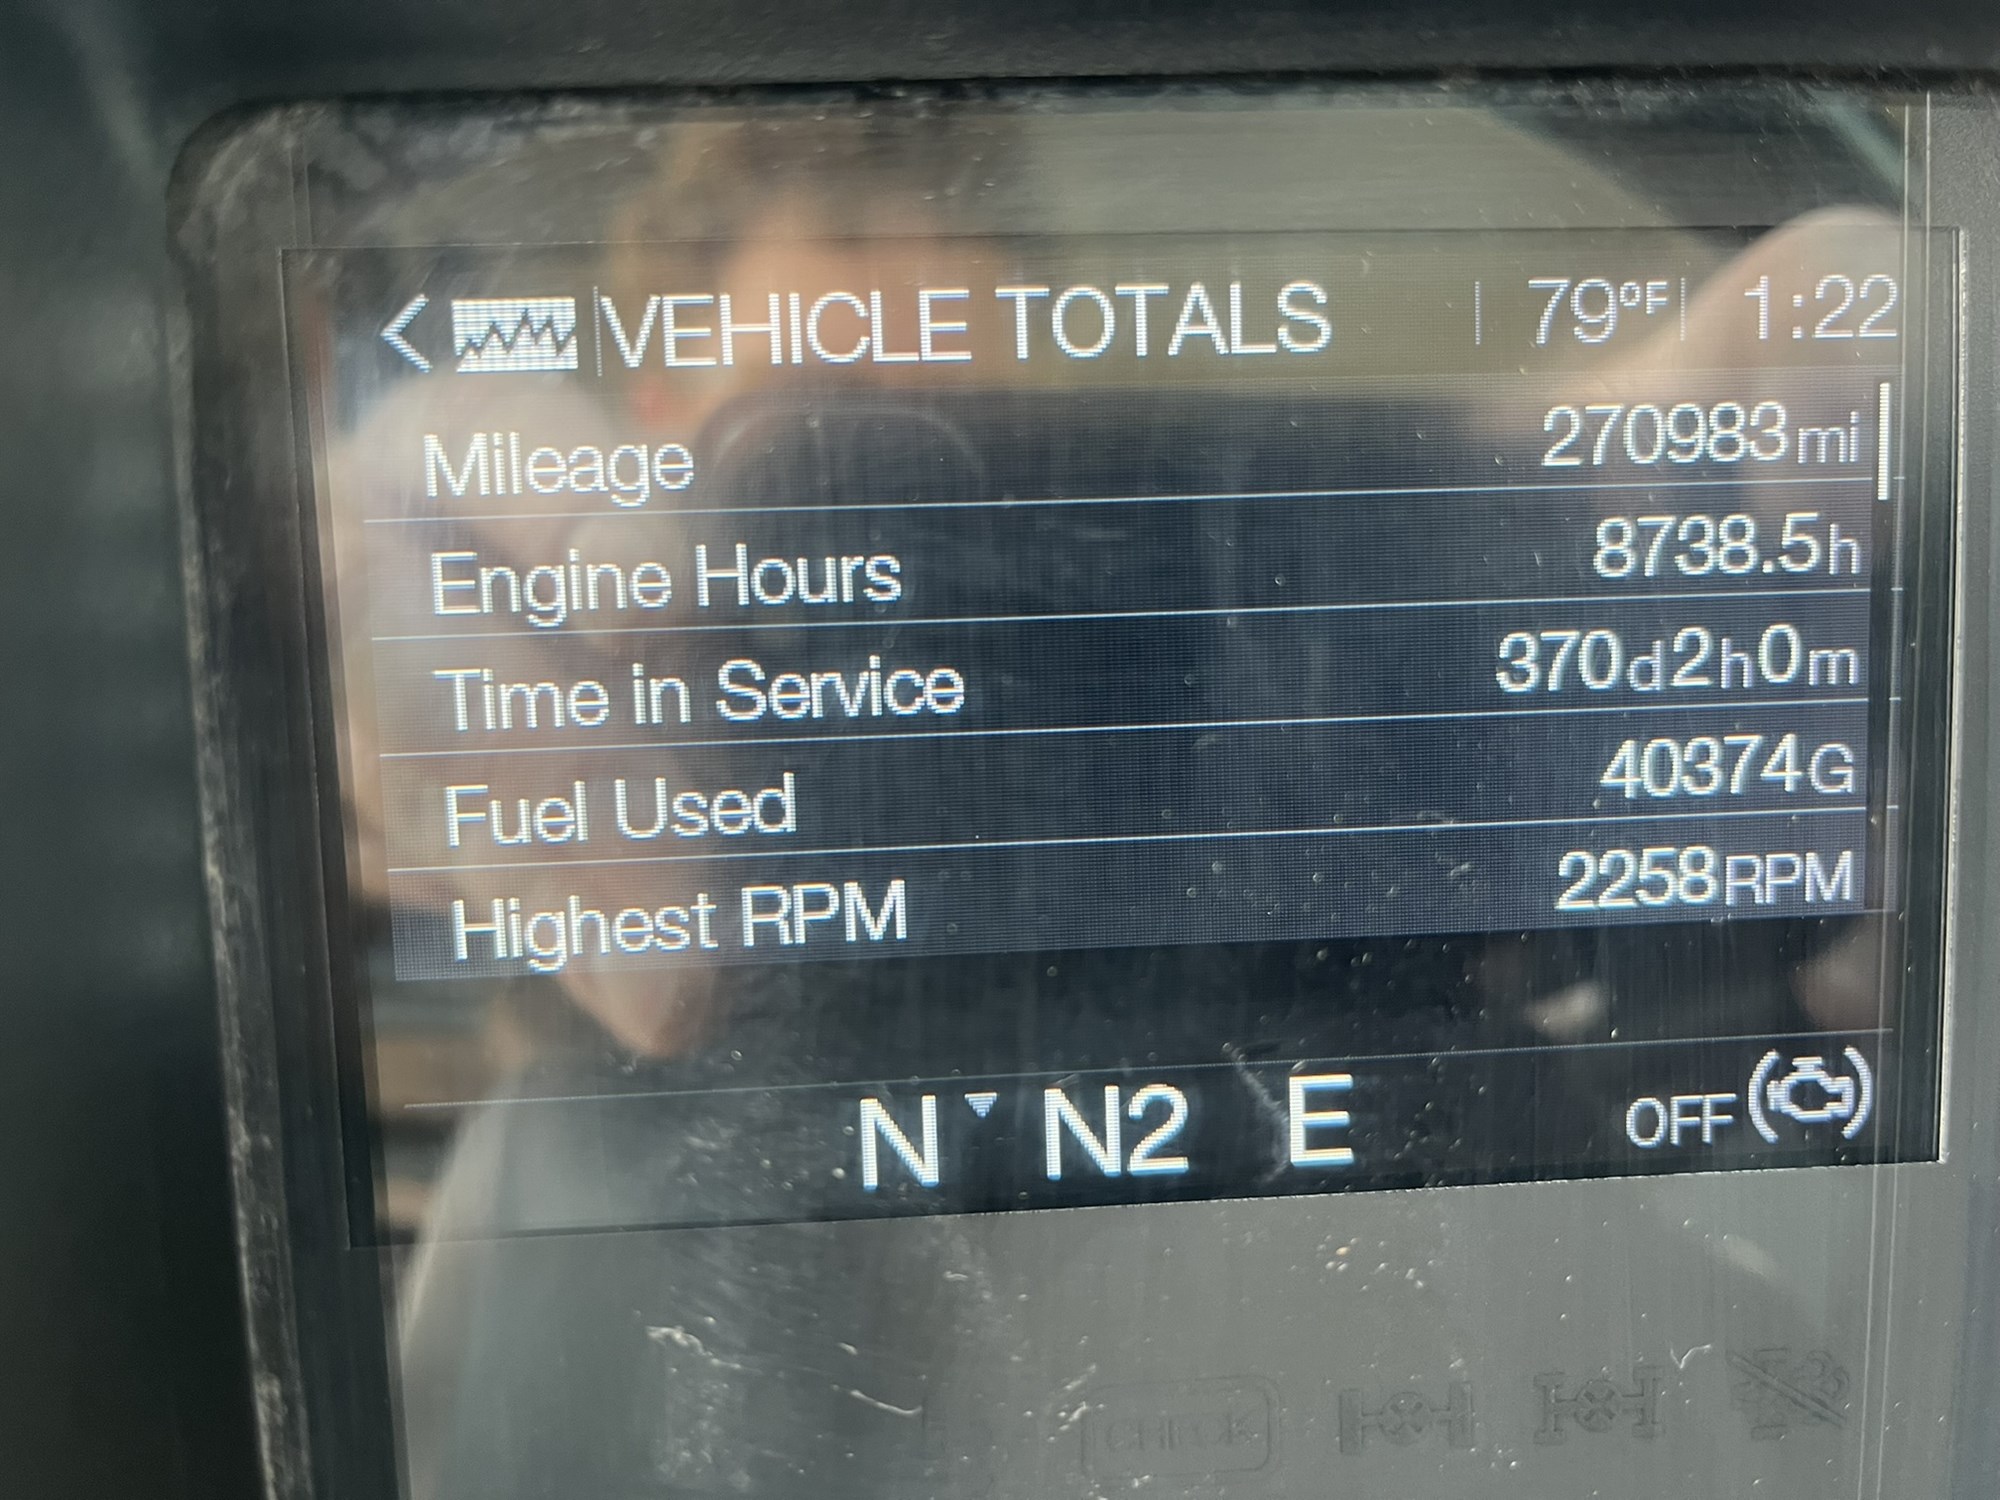 VEHICLE TOTALS 79°F 1:22
Mileage 270983mi
Engine Hours 8738.5h
Time in Service 370d2h0m
Fuel Used 40374G
Highest RPM 2258RPM
N N2 E OFF
CHECK